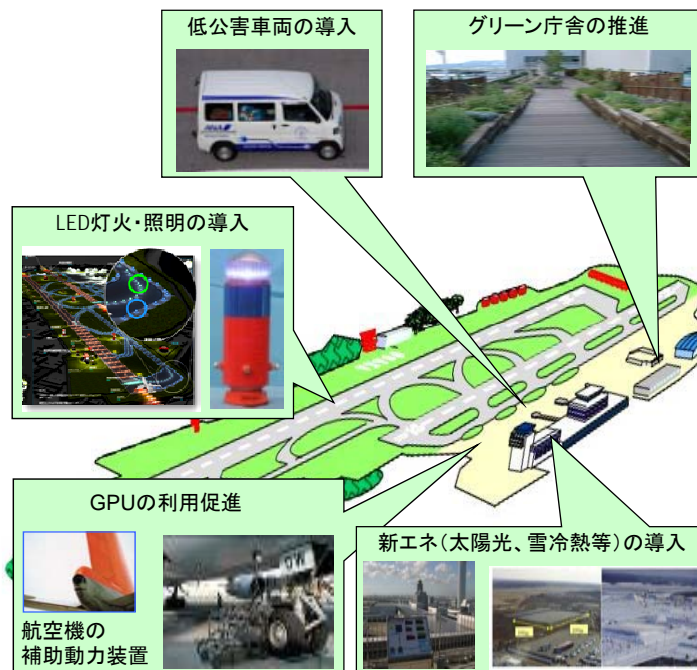 低公害車両の導入
グリーン庁舎の推進
ANA
LED灯火・照明の導入
GPUの利用促進
航空機の
補助動力装置
新エネ(太陽光、雪冷熱等)の導入